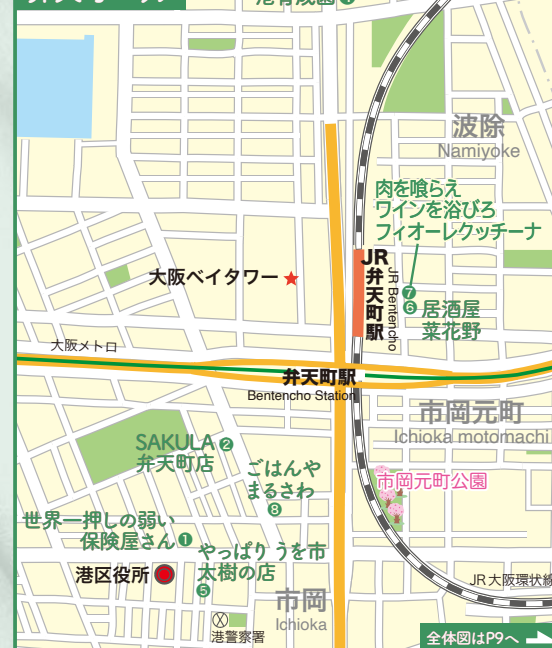 波除
Namiyoke
肉を喰らえ
ワインを浴びろ
フィオーレクッチーナ
JR弁天町駅
JR Bentencho
7
6 居酒屋
菜花野
大阪ベイタワー
大阪メトロ
弁天町駅
Bentencho Station
市岡元町
Ichioka motomachi
SAKULA 2
弁天町店
ごはんや
まるさわ
8
市岡元町公園
世界一押しの弱い
保険屋さん 1
やっぱり うを市
太樹の店
5
港区役所
市岡
Ichioka
港警察署
JR大阪環状線
全体図はP9へ